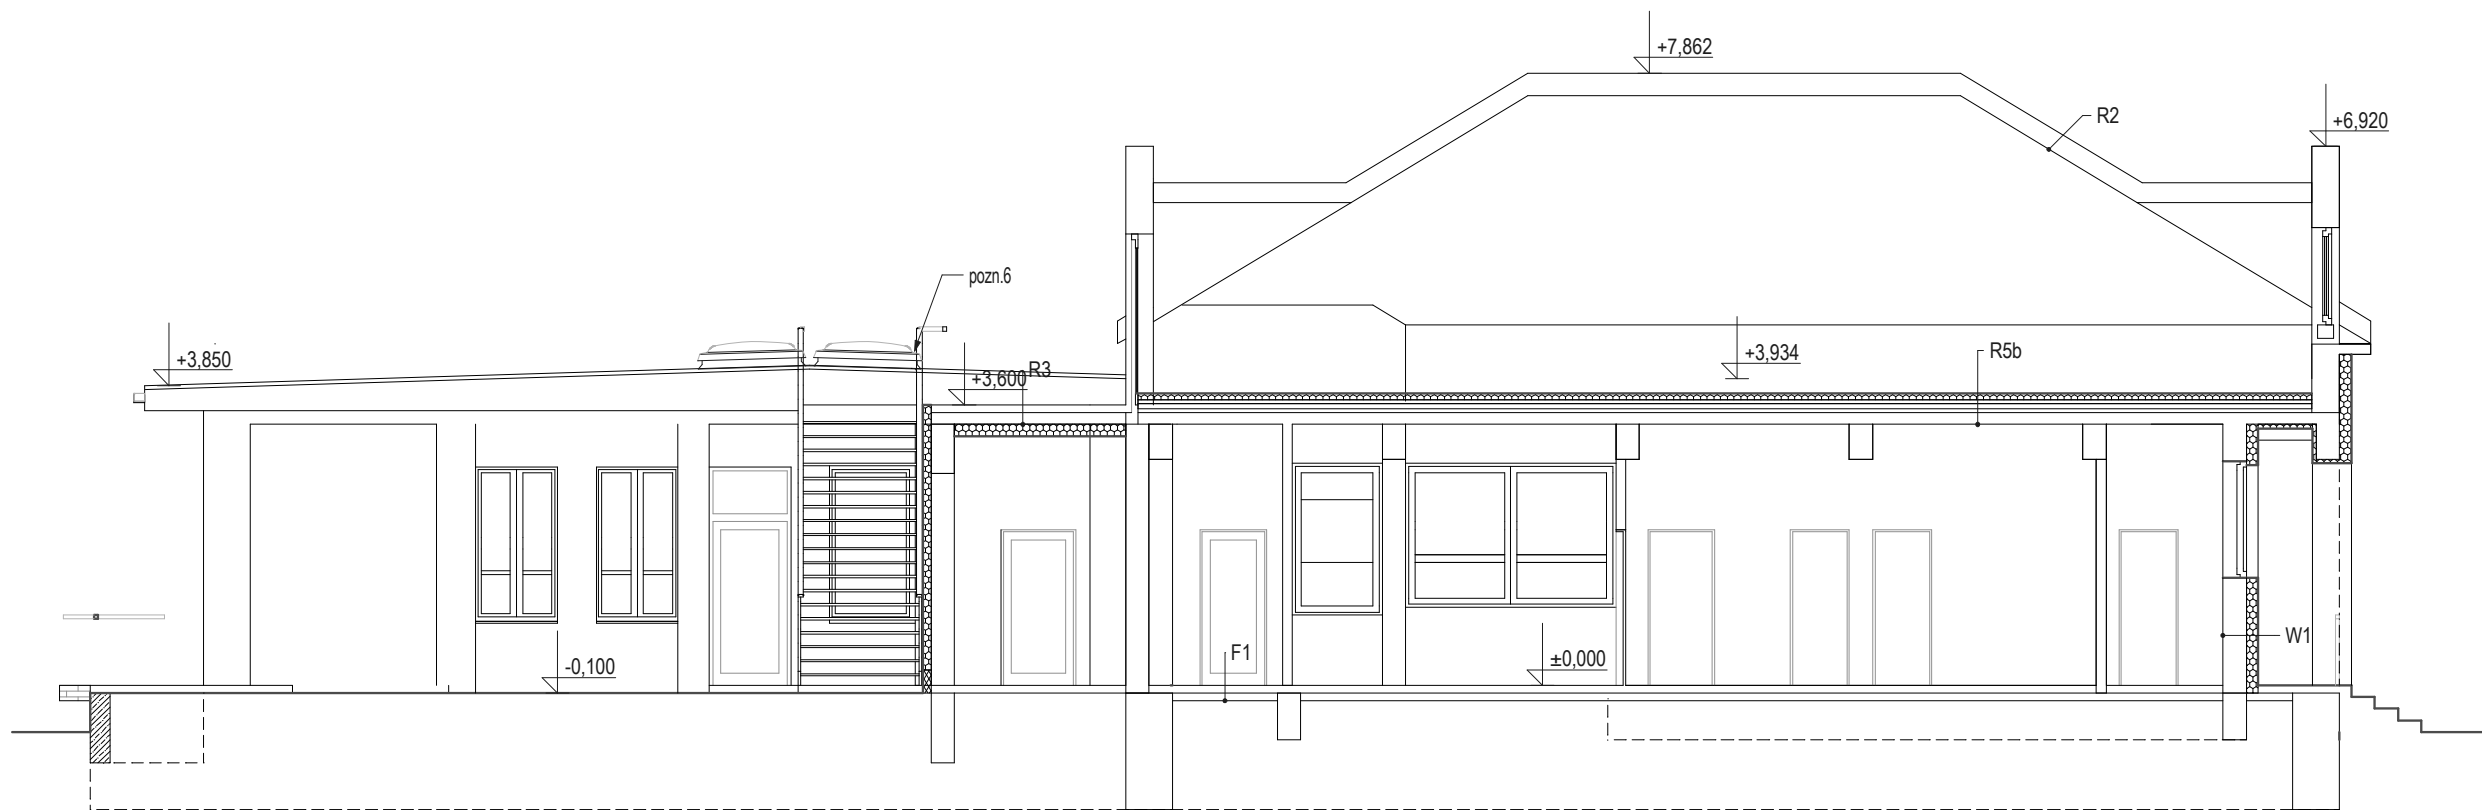 +7,862
R2
+6,920
pozn.6
+3,850
R3
+3,600
+3,934
R5b
-0,100
F1
±0,000
W1